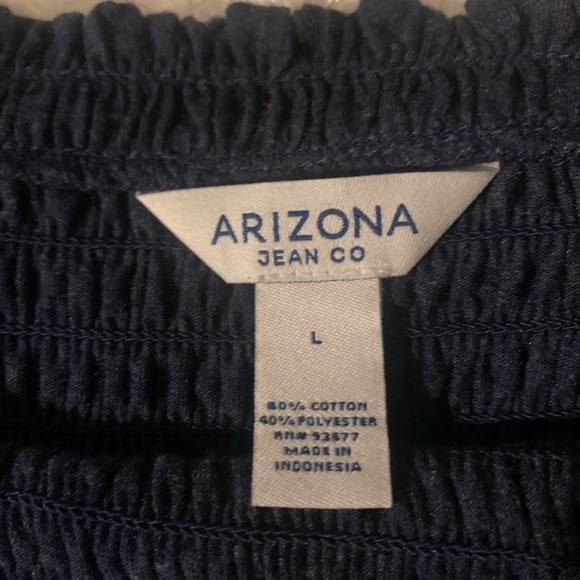 ARIZONA
JEAN CO
L
60% COTTON
40% POLYESTER
RN# 93677
MADE IN
INDONESIA